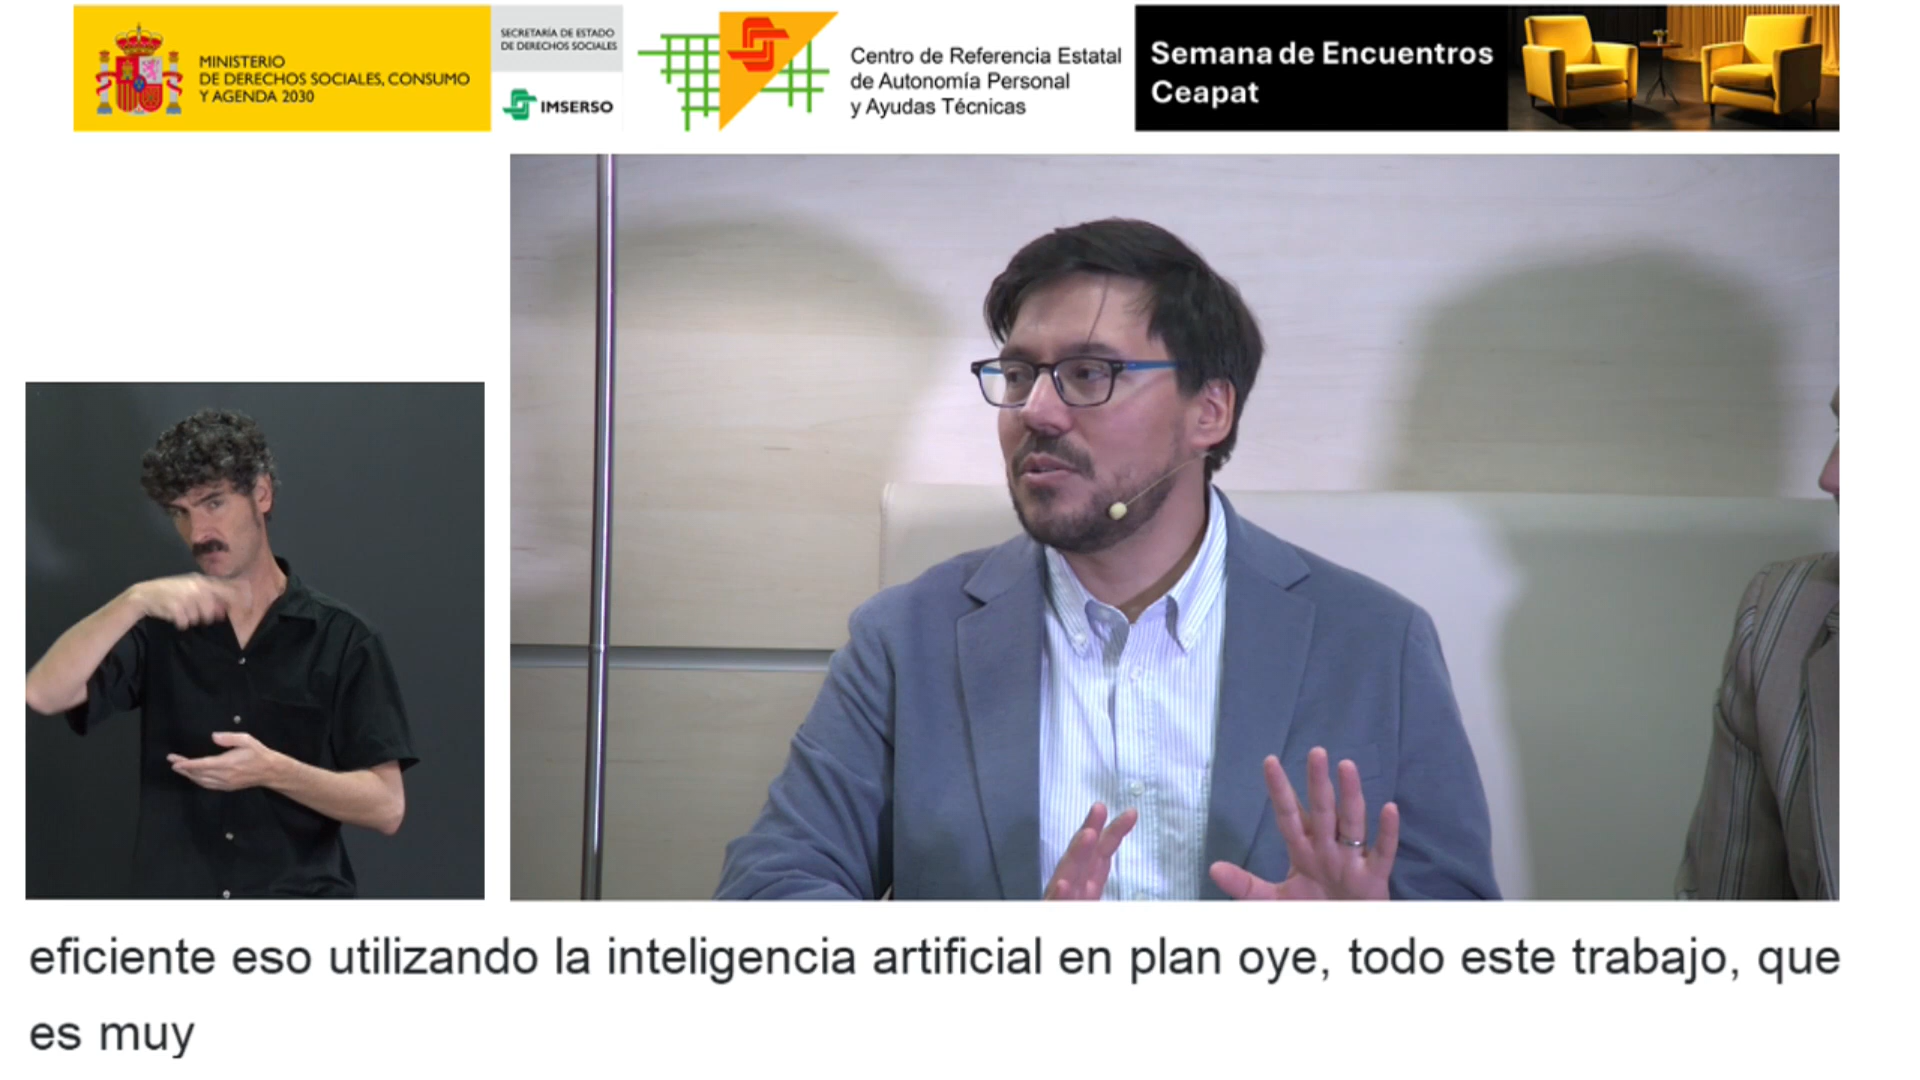 MINISTERIO
DE DERECHOS SOCIALES, CONSUMO
Y AGENDA 2030
SECRETARÍA DE ESTADO
DE DERECHOS SOCIALES
IMSERSO
Centro de Referencia Estatal
de Autonomía Personal
y Ayudas Técnicas
Semana de Encuentros
Ceapat
eficiente eso utilizando la inteligencia artificial en plan oye, todo este trabajo, que
es muy